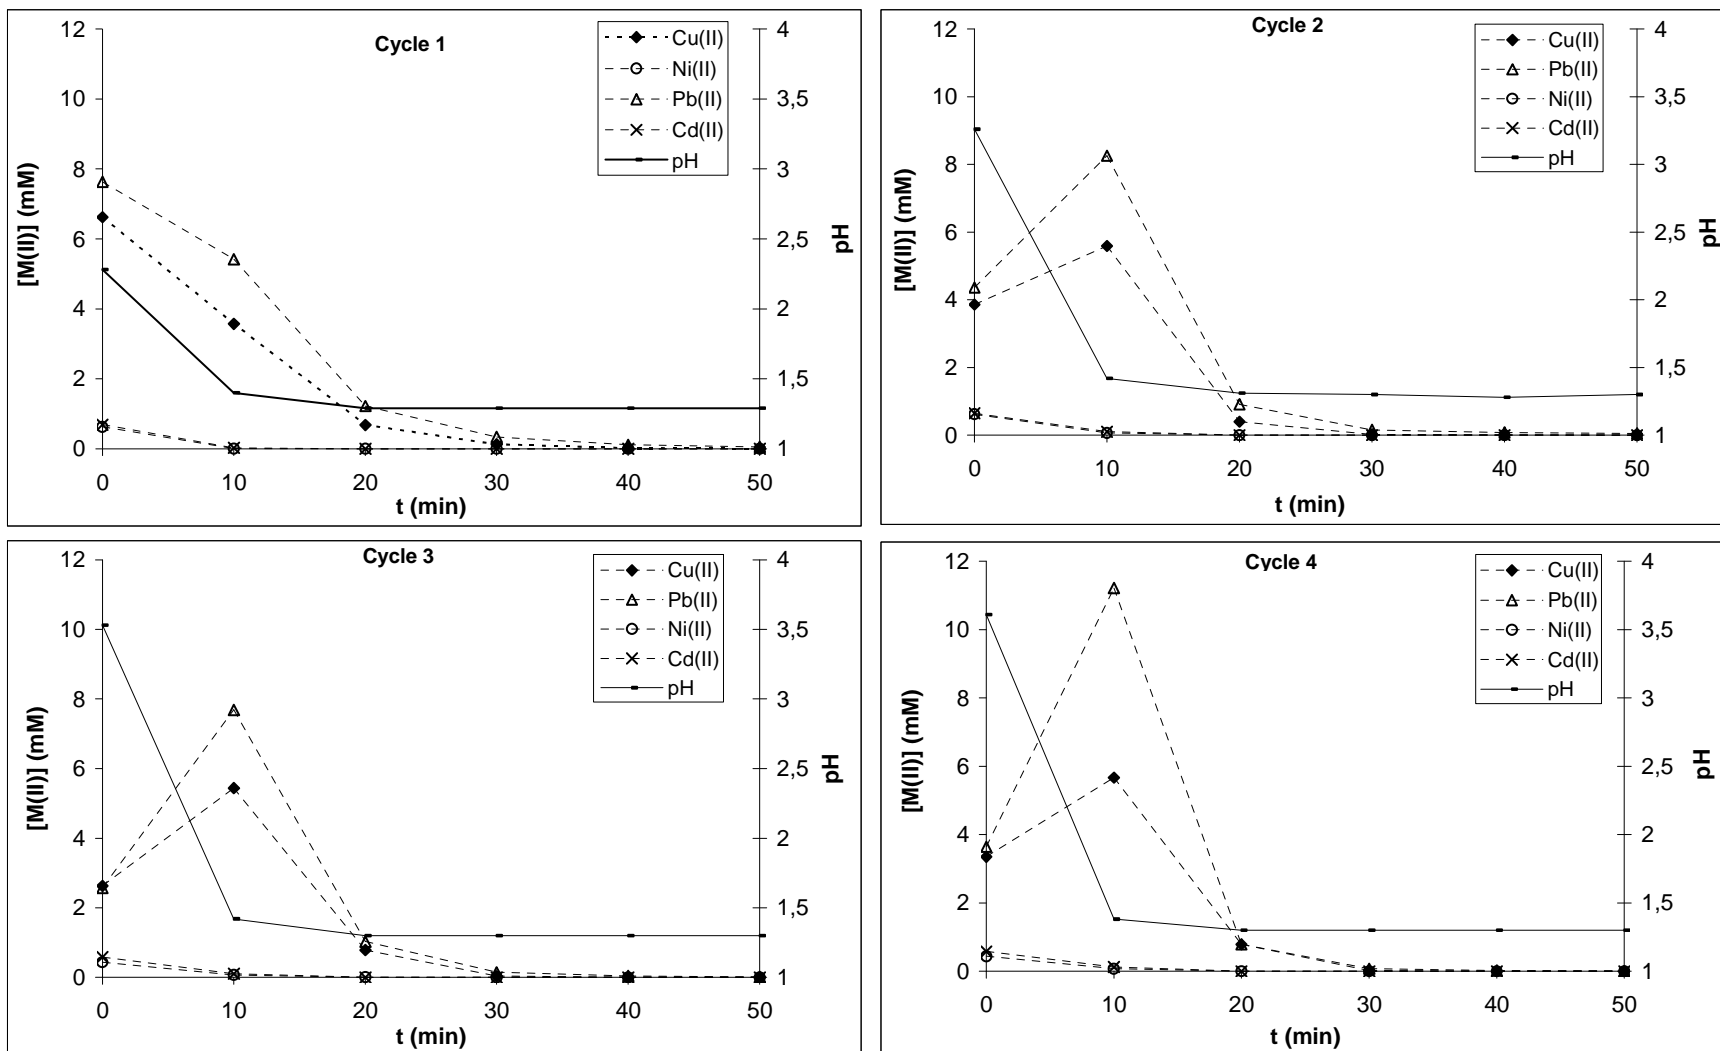 Cycle 1
[M(II)] (mM)
12
10
8
6
4
2
0
0 10 20 30 40 50
t (min)
4
3,5
3
2,5
2
1,5
1
pH
Cu(II)
Ni(II)
Pb(II)
Cd(II)
pH
Cycle 2
[M(II)] (mM)
12
10
8
6
4
2
0
0 10 20 30 40 50
t (min)
4
3,5
3
2,5
2
1,5
1
pH
Cu(II)
Pb(II)
Ni(II)
Cd(II)
pH
Cycle 3
[M(II)] (mM)
12
10
8
6
4
2
0
0 10 20 30 40 50
t (min)
4
3,5
3
2,5
2
1,5
1
pH
Cu(II)
Pb(II)
Ni(II)
Cd(II)
pH
Cycle 4
[M(II)] (mM)
12
10
8
6
4
2
0
0 10 20 30 40 50
t (min)
4
3,5
3
2,5
2
1,5
1
pH
Cu(II)
Pb(II)
Ni(II)
Cd(II)
pH